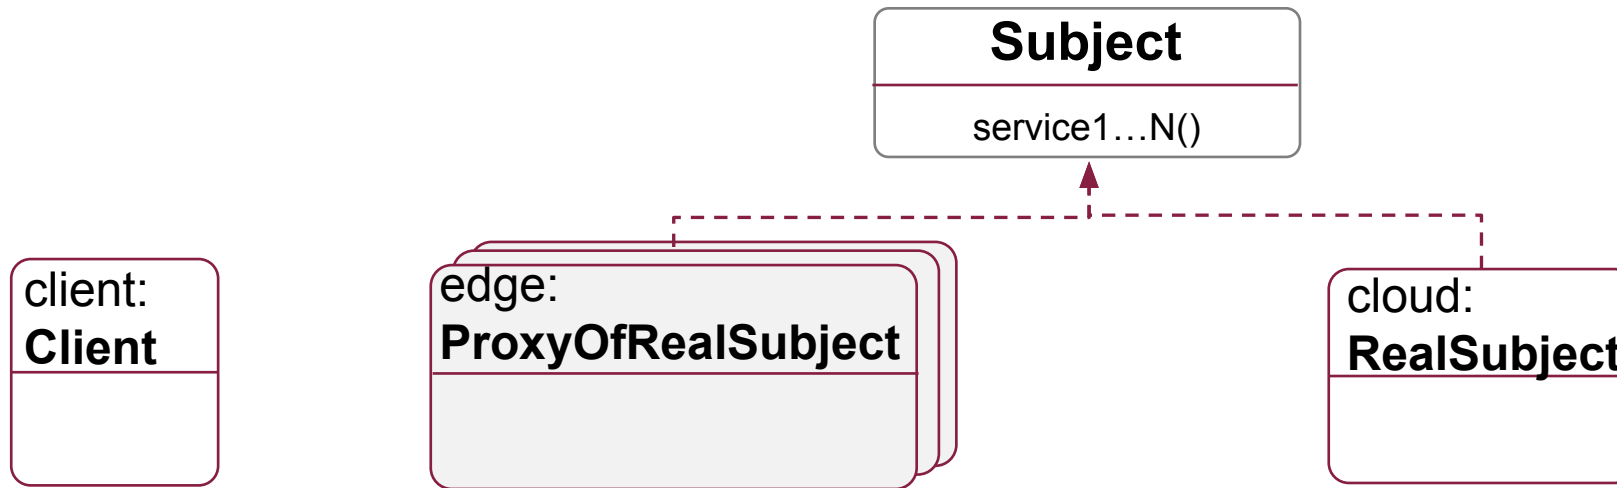 Subject
service1…N()
client:
Client
edge:
ProxyOfRealSubject
cloud:
RealSubject